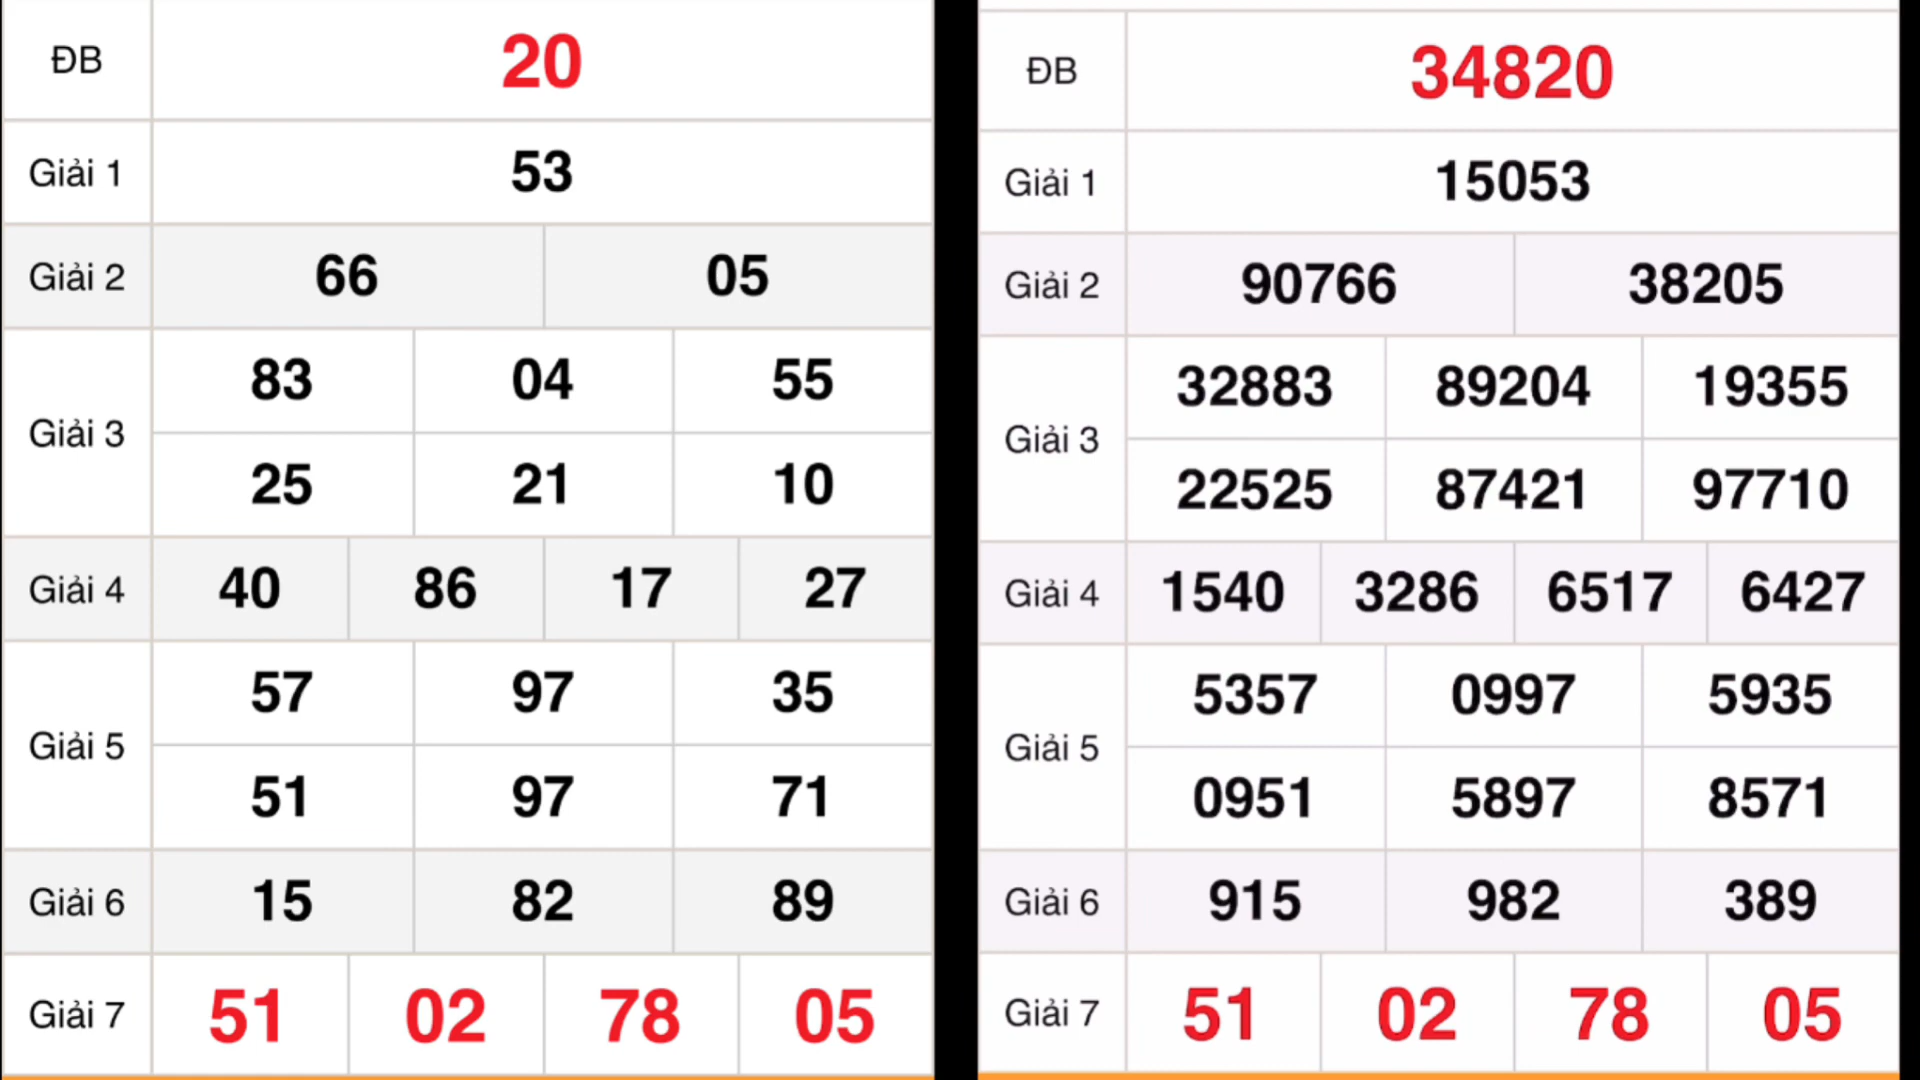 ĐB 20
Giải 1 53
Giải 2 66 05
Giải 3 83 04 55
25 21 10
Giải 4 40 86 17 27
Giải 5 57 97 35
51 97 71
Giải 6 15 82 89
Giải 7 51 02 78 05
ĐB 34820
Giải 1 15053
Giải 2 90766 38205
Giải 3 32883 89204 19355
22525 87421 97710
Giải 4 1540 3286 6517 6427
Giải 5 5357 0997 5935
0951 5897 8571
Giải 6 915 982 389
Giải 7 51 02 78 05